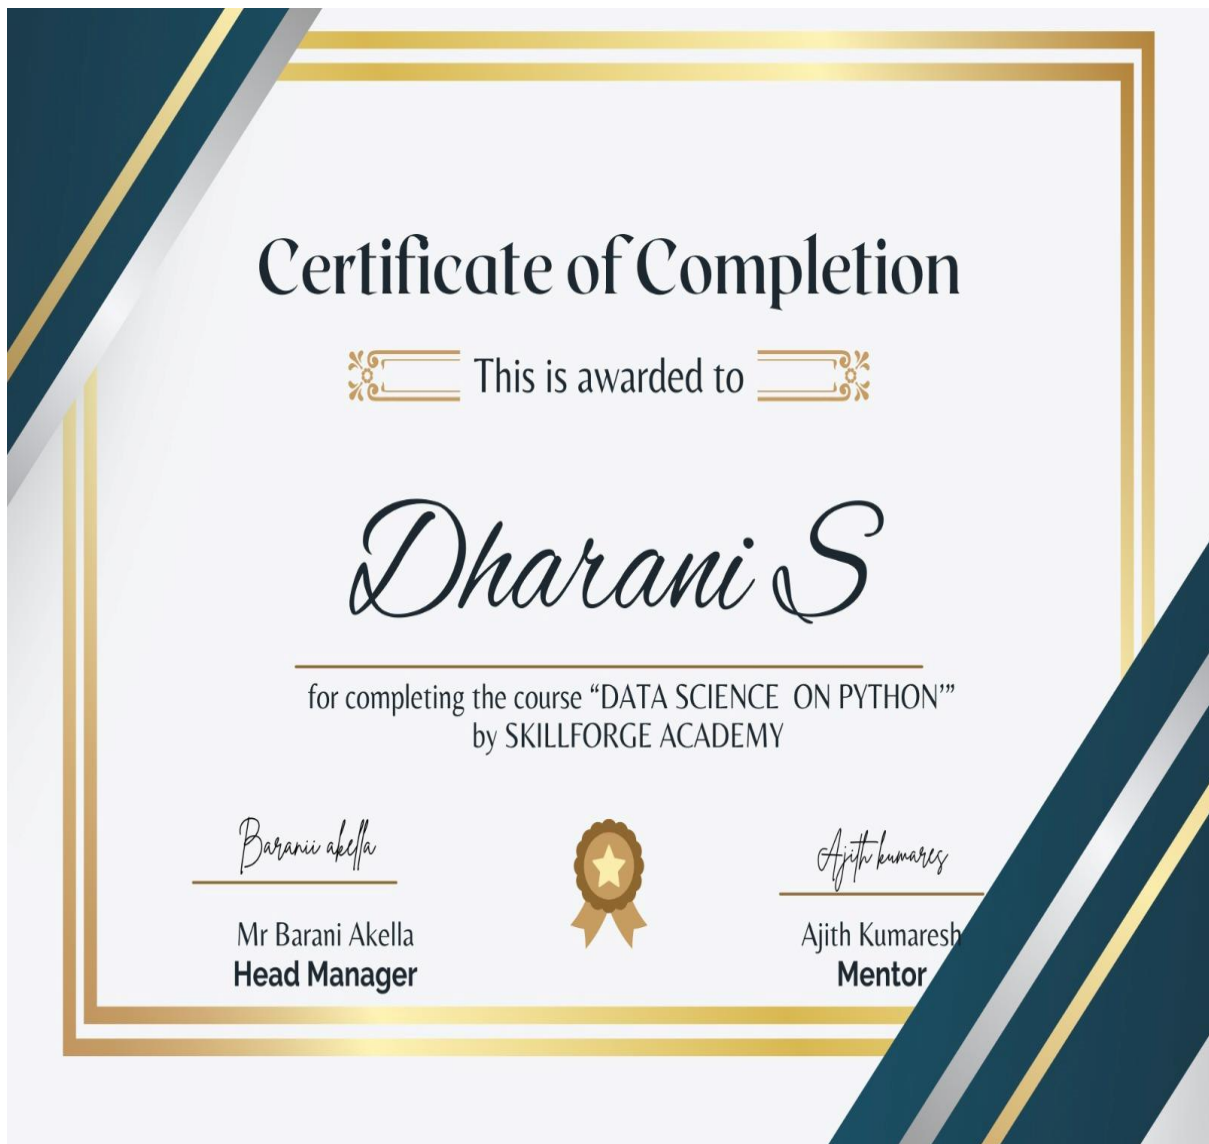 Certificate of Completion
This is awarded to
Dharani S
for completing the course “DATA SCIENCE ON PYTHON’”
by SKILLFORGE ACADEMY
Baranii akella
Ajith kumares
Mr Barani Akella
Head Manager
Ajith Kumaresh
Mentor